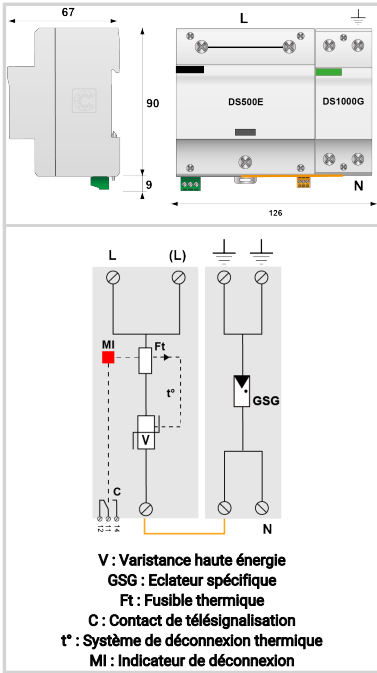 67
L
90
DS500E
DS1000G
9
N
126
L
(L)
MI
Ft
t°
GSG
V
C
12
11
14
N
V : Varistance haute énergie
GSG : Eclateur spécifique
Ft : Fusible thermique
C : Contact de télésignalisation
t° : Système de déconnexion thermique
MI : Indicateur de déconnexion